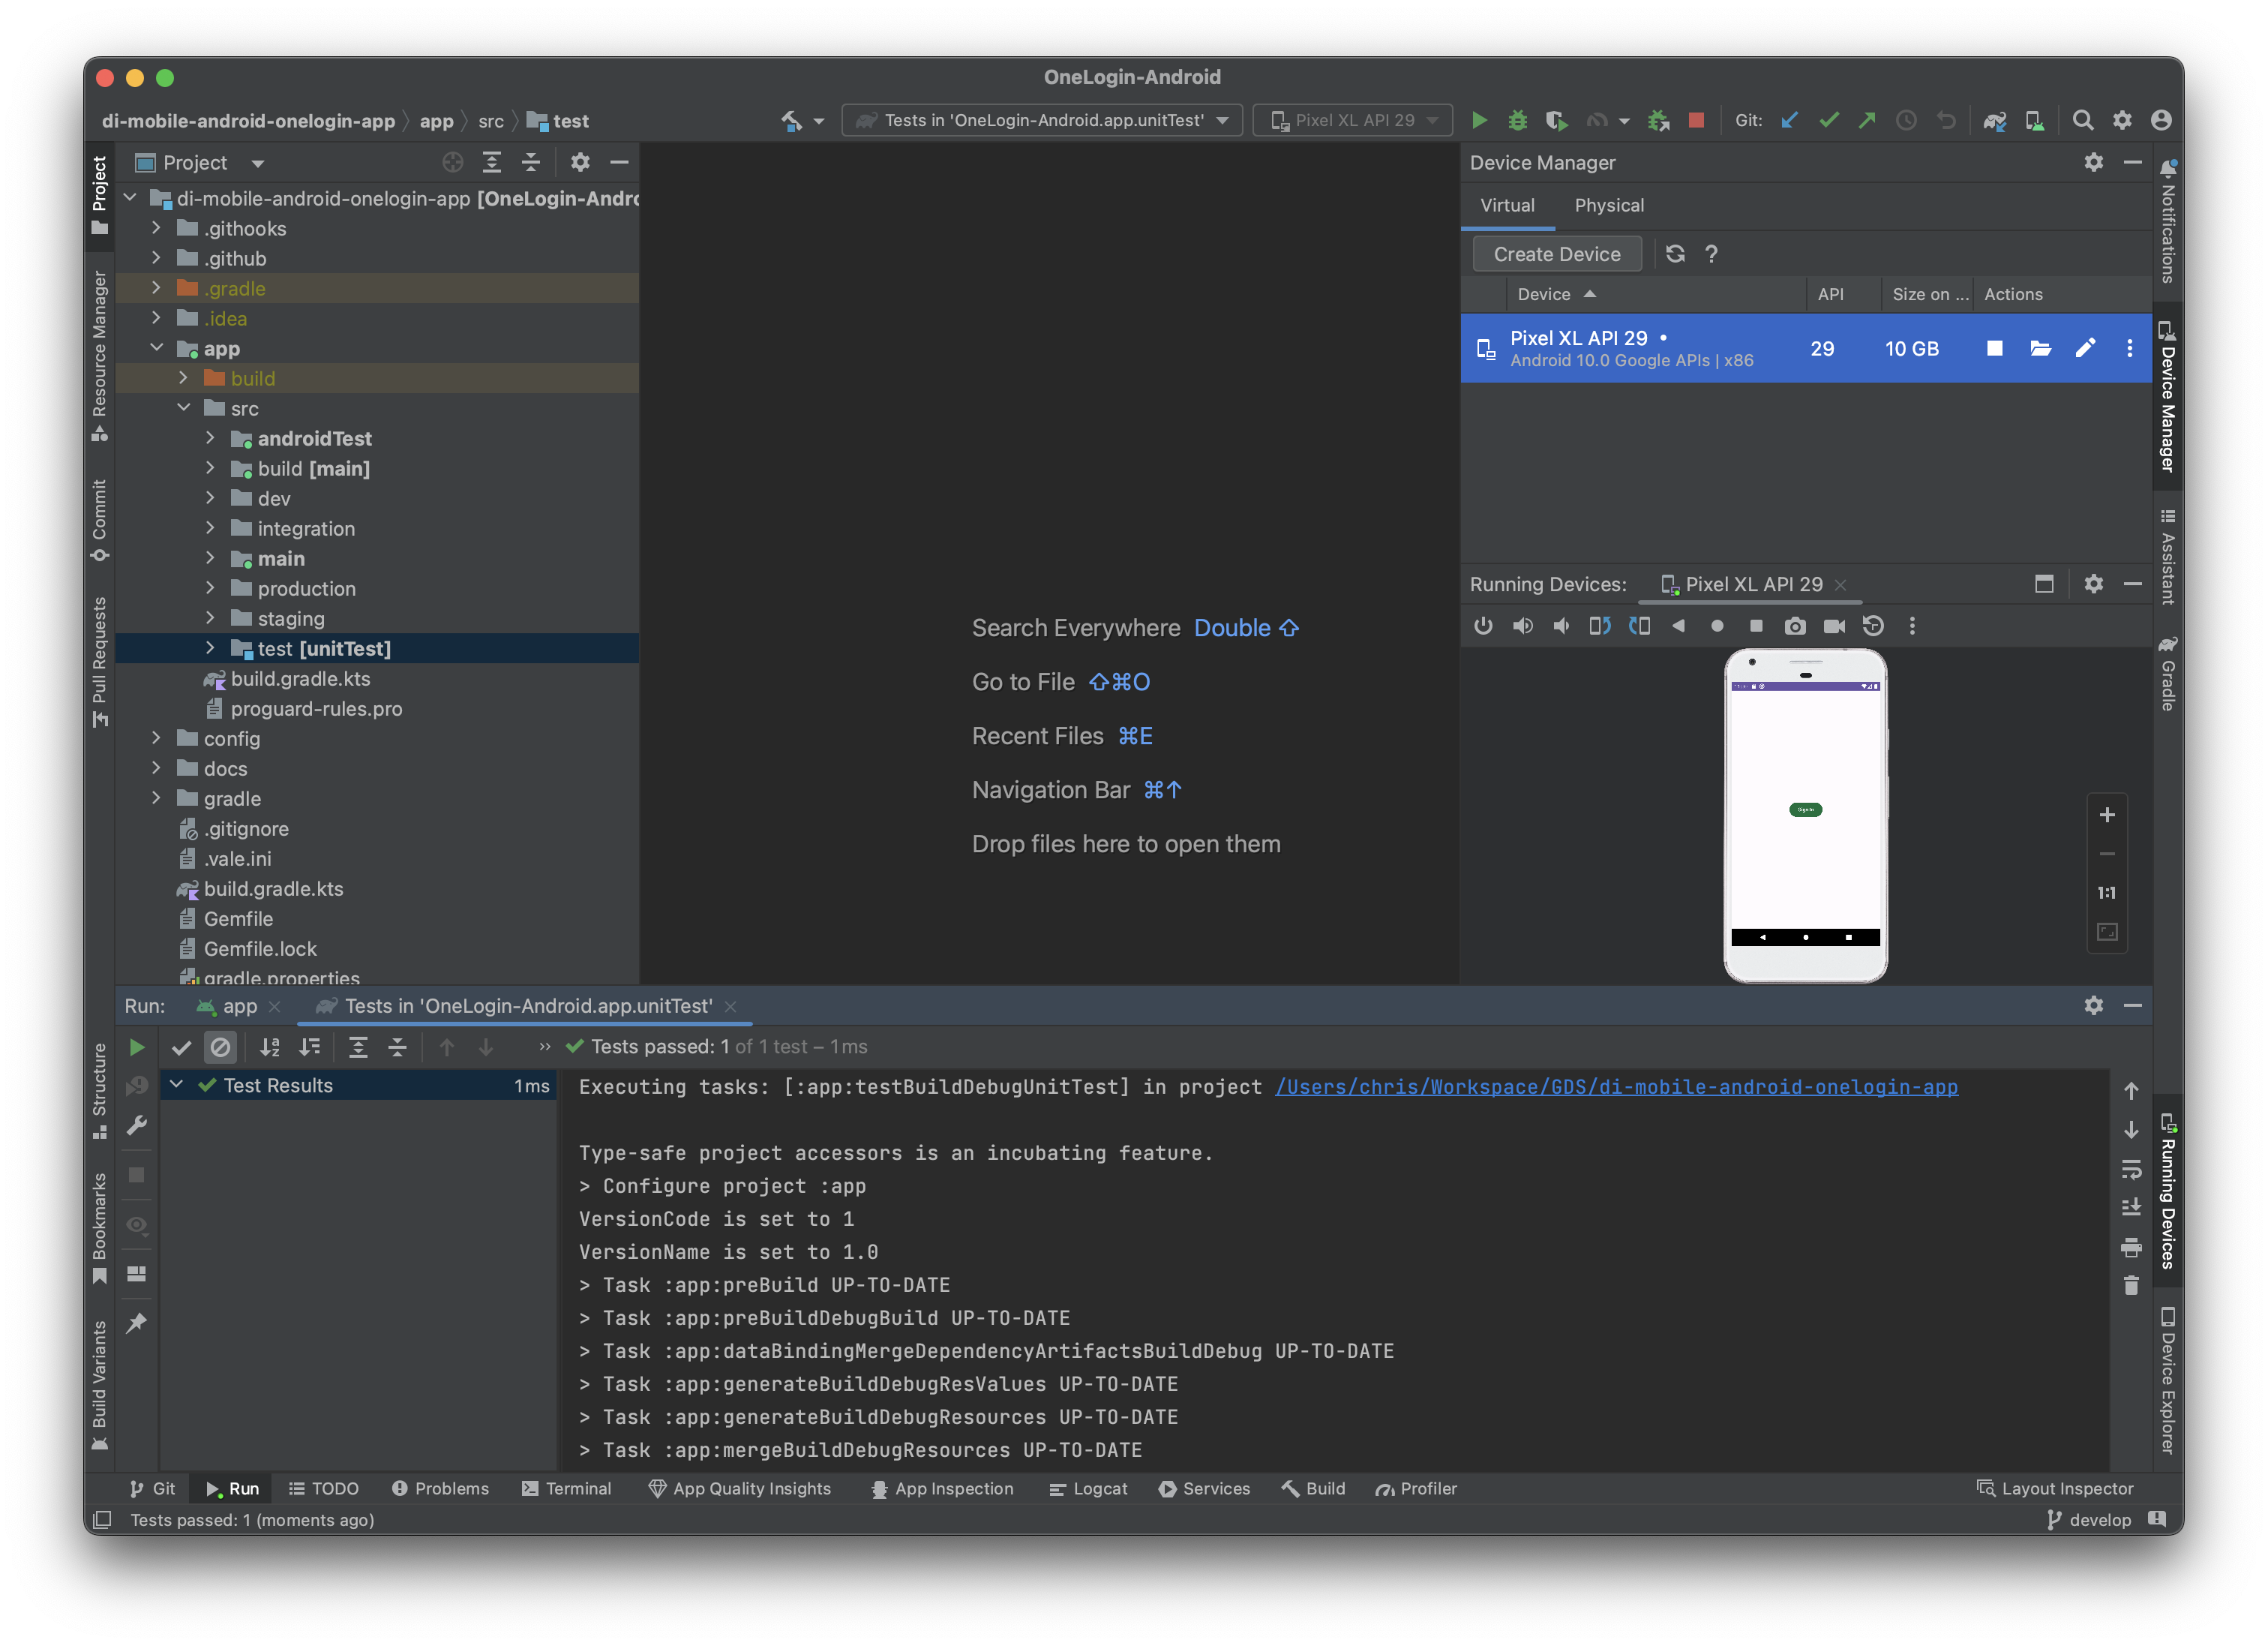 OneLogin-Android
di-mobile-android-onelogin-app
app
src
test
Tests in 'OneLogin-Android.app.unitTest'
Pixel XL API 29
Git:
Project
Resource Manager
Commit
Pull Requests
Structure
Bookmarks
Build Variants
Project
di-mobile-android-onelogin-app [OneLogin-Andro
.githooks
.github
.gradle
.idea
app
build
src
androidTest
build [main]
dev
integration
main
production
staging
test [unitTest]
build.gradle.kts
proguard-rules.pro
config
docs
gradle
.gitignore
.vale.ini
build.gradle.kts
Gemfile
Gemfile.lock
gradle.properties
Search Everywhere Double ⇧
Go to File ⇧⌘O
Recent Files ⌘E
Navigation Bar ⌘↑
Drop files here to open them
Device Manager
Virtual
Physical
Create Device
?
Device
API
Size on ...
Actions
Pixel XL API 29 •
Android 10.0 Google APIs | x86
29
10 GB
Running Devices:
Pixel XL API 29
Sign In
1:1
Notifications
Device Manager
Assistant
Gradle
Running Devices
Device Explorer
Run:
app
Tests in 'OneLogin-Android.app.unitTest'
» Tests passed: 1 of 1 test – 1ms
Test Results 1ms
Executing tasks: [:app:testBuildDebugUnitTest] in project /Users/chris/Workspace/GDS/di-mobile-android-onelogin-app
Type-safe project accessors is an incubating feature.
> Configure project :app
VersionCode is set to 1
VersionName is set to 1.0
> Task :app:preBuild UP-TO-DATE
> Task :app:preBuildDebugBuild UP-TO-DATE
> Task :app:dataBindingMergeDependencyArtifactsBuildDebug UP-TO-DATE
> Task :app:generateBuildDebugResValues UP-TO-DATE
> Task :app:generateBuildDebugResources UP-TO-DATE
> Task :app:mergeBuildDebugResources UP-TO-DATE
Git
Run
TODO
Problems
Terminal
App Quality Insights
App Inspection
Logcat
Services
Build
Profiler
Layout Inspector
Tests passed: 1 (moments ago)
develop